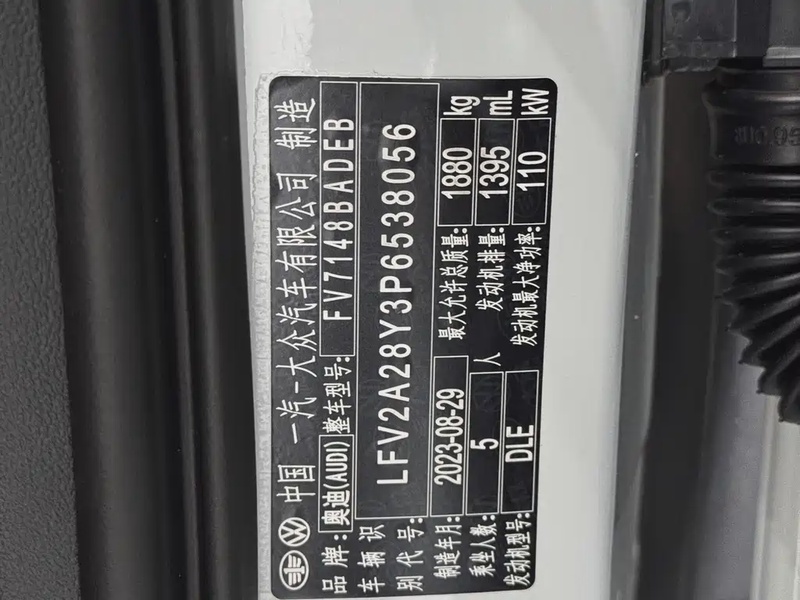 中国 一汽-大众汽车有限公司 制造
品牌: 奥迪(AUDI) 整车型号: FV7148BADEB
车辆识别代号: LFV2A28Y3P6538056
制造年月: 2023-08-29 最大允许总质量: 1880 kg
乘坐人数: 5 人 发动机排量: 1395 mL
发动机型号: DLE 发动机最大净功率: 110 kW